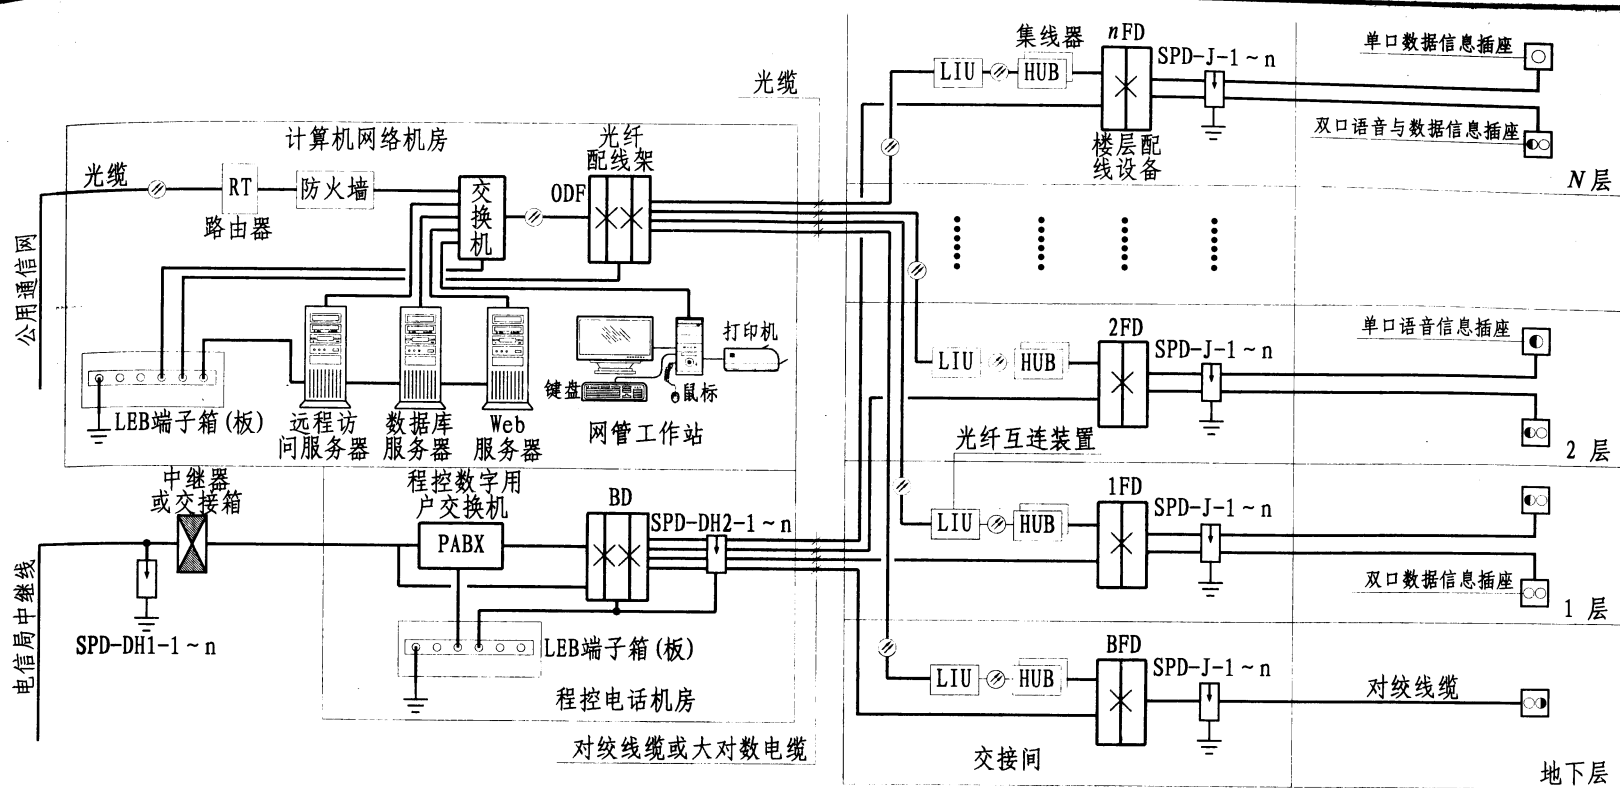 光缆
计算机网络机房
光纤
配线架
光缆
RT
防火墙
路由器
交
换
机
ODF
公用通信网
打印机
键盘
鼠标
LEB端子箱(板)
远程访
问服务器
数据库
服务器
Web
服务器
网管工作站
中继器
或交接箱
程控数字用
户交换机
PABX
BD
SPD-DH2-1~n
电信局中继线
SPD-DH1-1~n
LEB端子箱(板)
程控电话机房
对绞线缆或大对数电缆
集线器
LIU
HUB
nFD
SPD-J-1~n
楼层配
线设备
单口数据信息插座
双口语音与数据信息插座
N层
LIU
HUB
2FD
SPD-J-1~n
单口语音信息插座
2层
光纤互连装置
LIU
HUB
1FD
SPD-J-1~n
双口数据信息插座
1层
LIU
HUB
BFD
SPD-J-1~n
对绞线缆
交接间
地下层